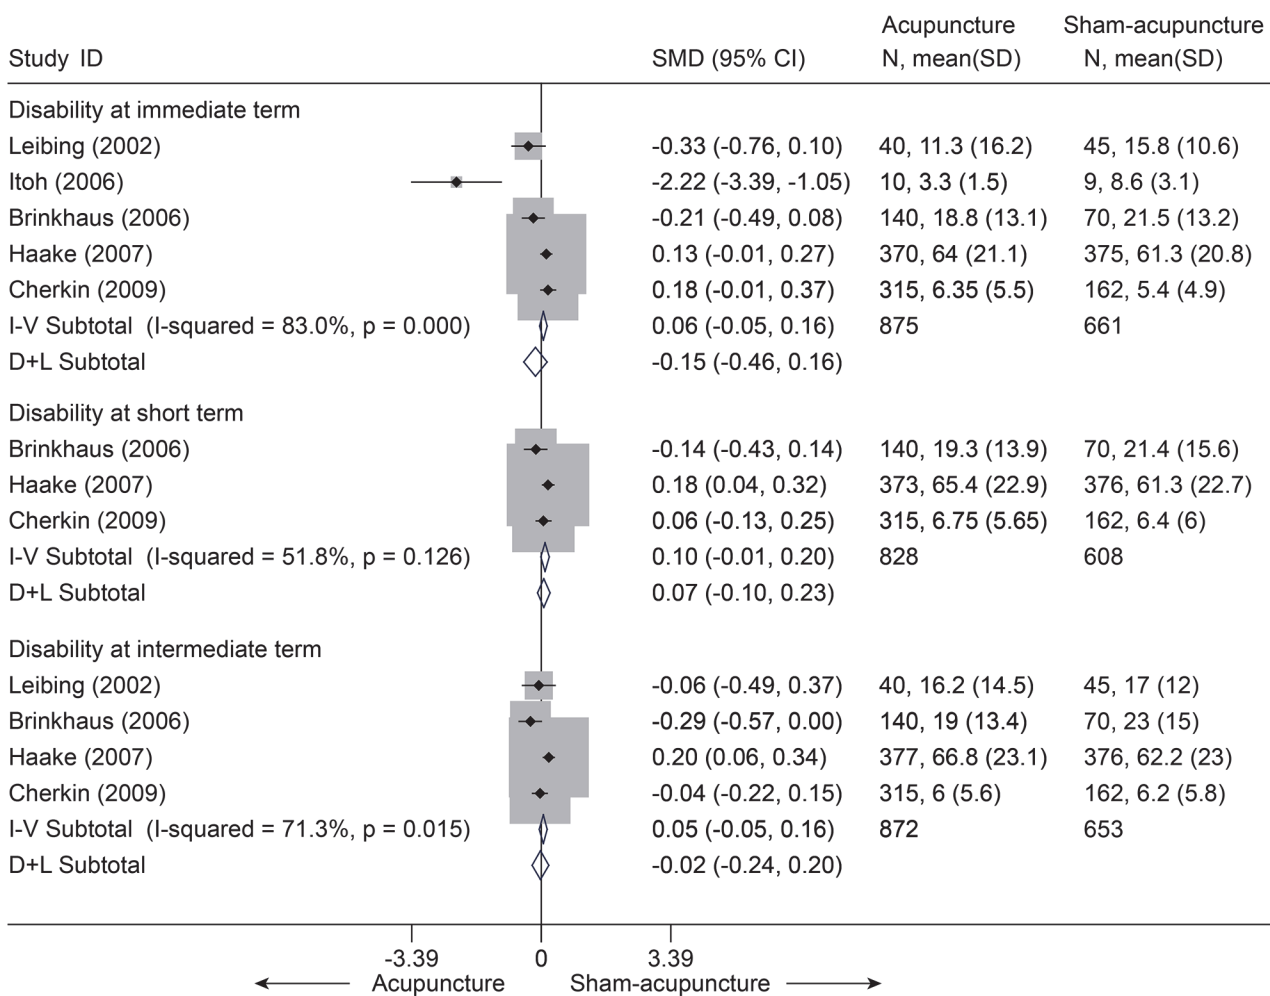 Acupuncture Sham-acupuncture
Study ID SMD (95% CI) N, mean(SD) N, mean(SD)
Disability at immediate term
Leibing (2002) -0.33 (-0.76, 0.10) 40, 11.3 (16.2) 45, 15.8 (10.6)
Itoh (2006) -2.22 (-3.39, -1.05) 10, 3.3 (1.5) 9, 8.6 (3.1)
Brinkhaus (2006) -0.21 (-0.49, 0.08) 140, 18.8 (13.1) 70, 21.5 (13.2)
Haake (2007) 0.13 (-0.01, 0.27) 370, 64 (21.1) 375, 61.3 (20.8)
Cherkin (2009) 0.18 (-0.01, 0.37) 315, 6.35 (5.5) 162, 5.4 (4.9)
I-V Subtotal (I-squared = 83.0%, p = 0.000) 0.06 (-0.05, 0.16) 875 661
D+L Subtotal -0.15 (-0.46, 0.16)
Disability at short term
Brinkhaus (2006) -0.14 (-0.43, 0.14) 140, 19.3 (13.9) 70, 21.4 (15.6)
Haake (2007) 0.18 (0.04, 0.32) 373, 65.4 (22.9) 376, 61.3 (22.7)
Cherkin (2009) 0.06 (-0.13, 0.25) 315, 6.75 (5.65) 162, 6.4 (6)
I-V Subtotal (I-squared = 51.8%, p = 0.126) 0.10 (-0.01, 0.20) 828 608
D+L Subtotal 0.07 (-0.10, 0.23)
Disability at intermediate term
Leibing (2002) -0.06 (-0.49, 0.37) 40, 16.2 (14.5) 45, 17 (12)
Brinkhaus (2006) -0.29 (-0.57, 0.00) 140, 19 (13.4) 70, 23 (15)
Haake (2007) 0.20 (0.06, 0.34) 377, 66.8 (23.1) 376, 62.2 (23)
Cherkin (2009) -0.04 (-0.22, 0.15) 315, 6 (5.6) 162, 6.2 (5.8)
I-V Subtotal (I-squared = 71.3%, p = 0.015) 0.05 (-0.05, 0.16) 872 653
D+L Subtotal -0.02 (-0.24, 0.20)
-3.39 0 3.39
Acupuncture Sham-acupuncture